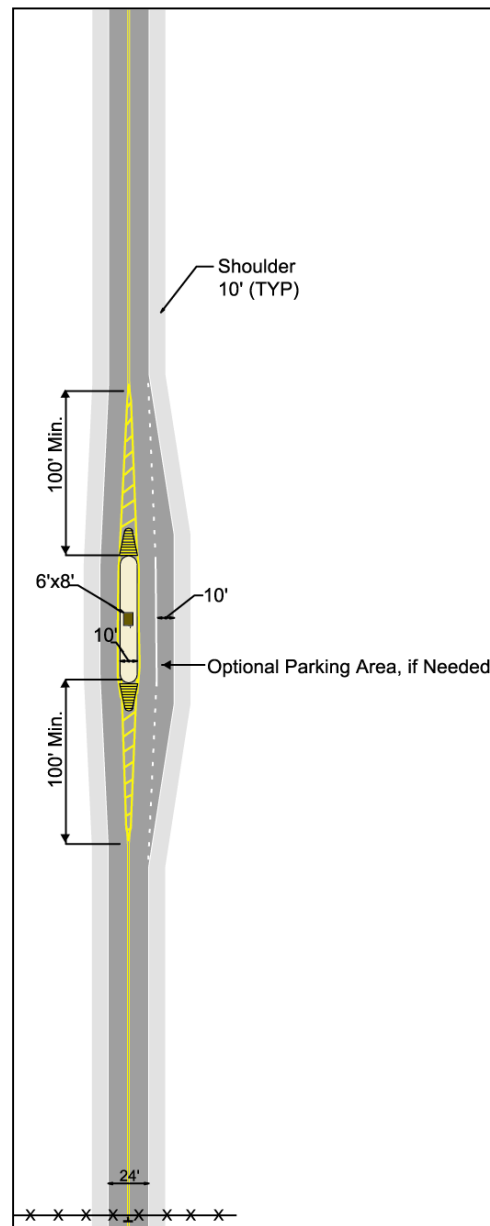 Shoulder
10' (TYP)
100' Min.
6'x8'
10'
10'
Optional Parking Area, if Needed
100' Min.
24'
X X X X X X X X